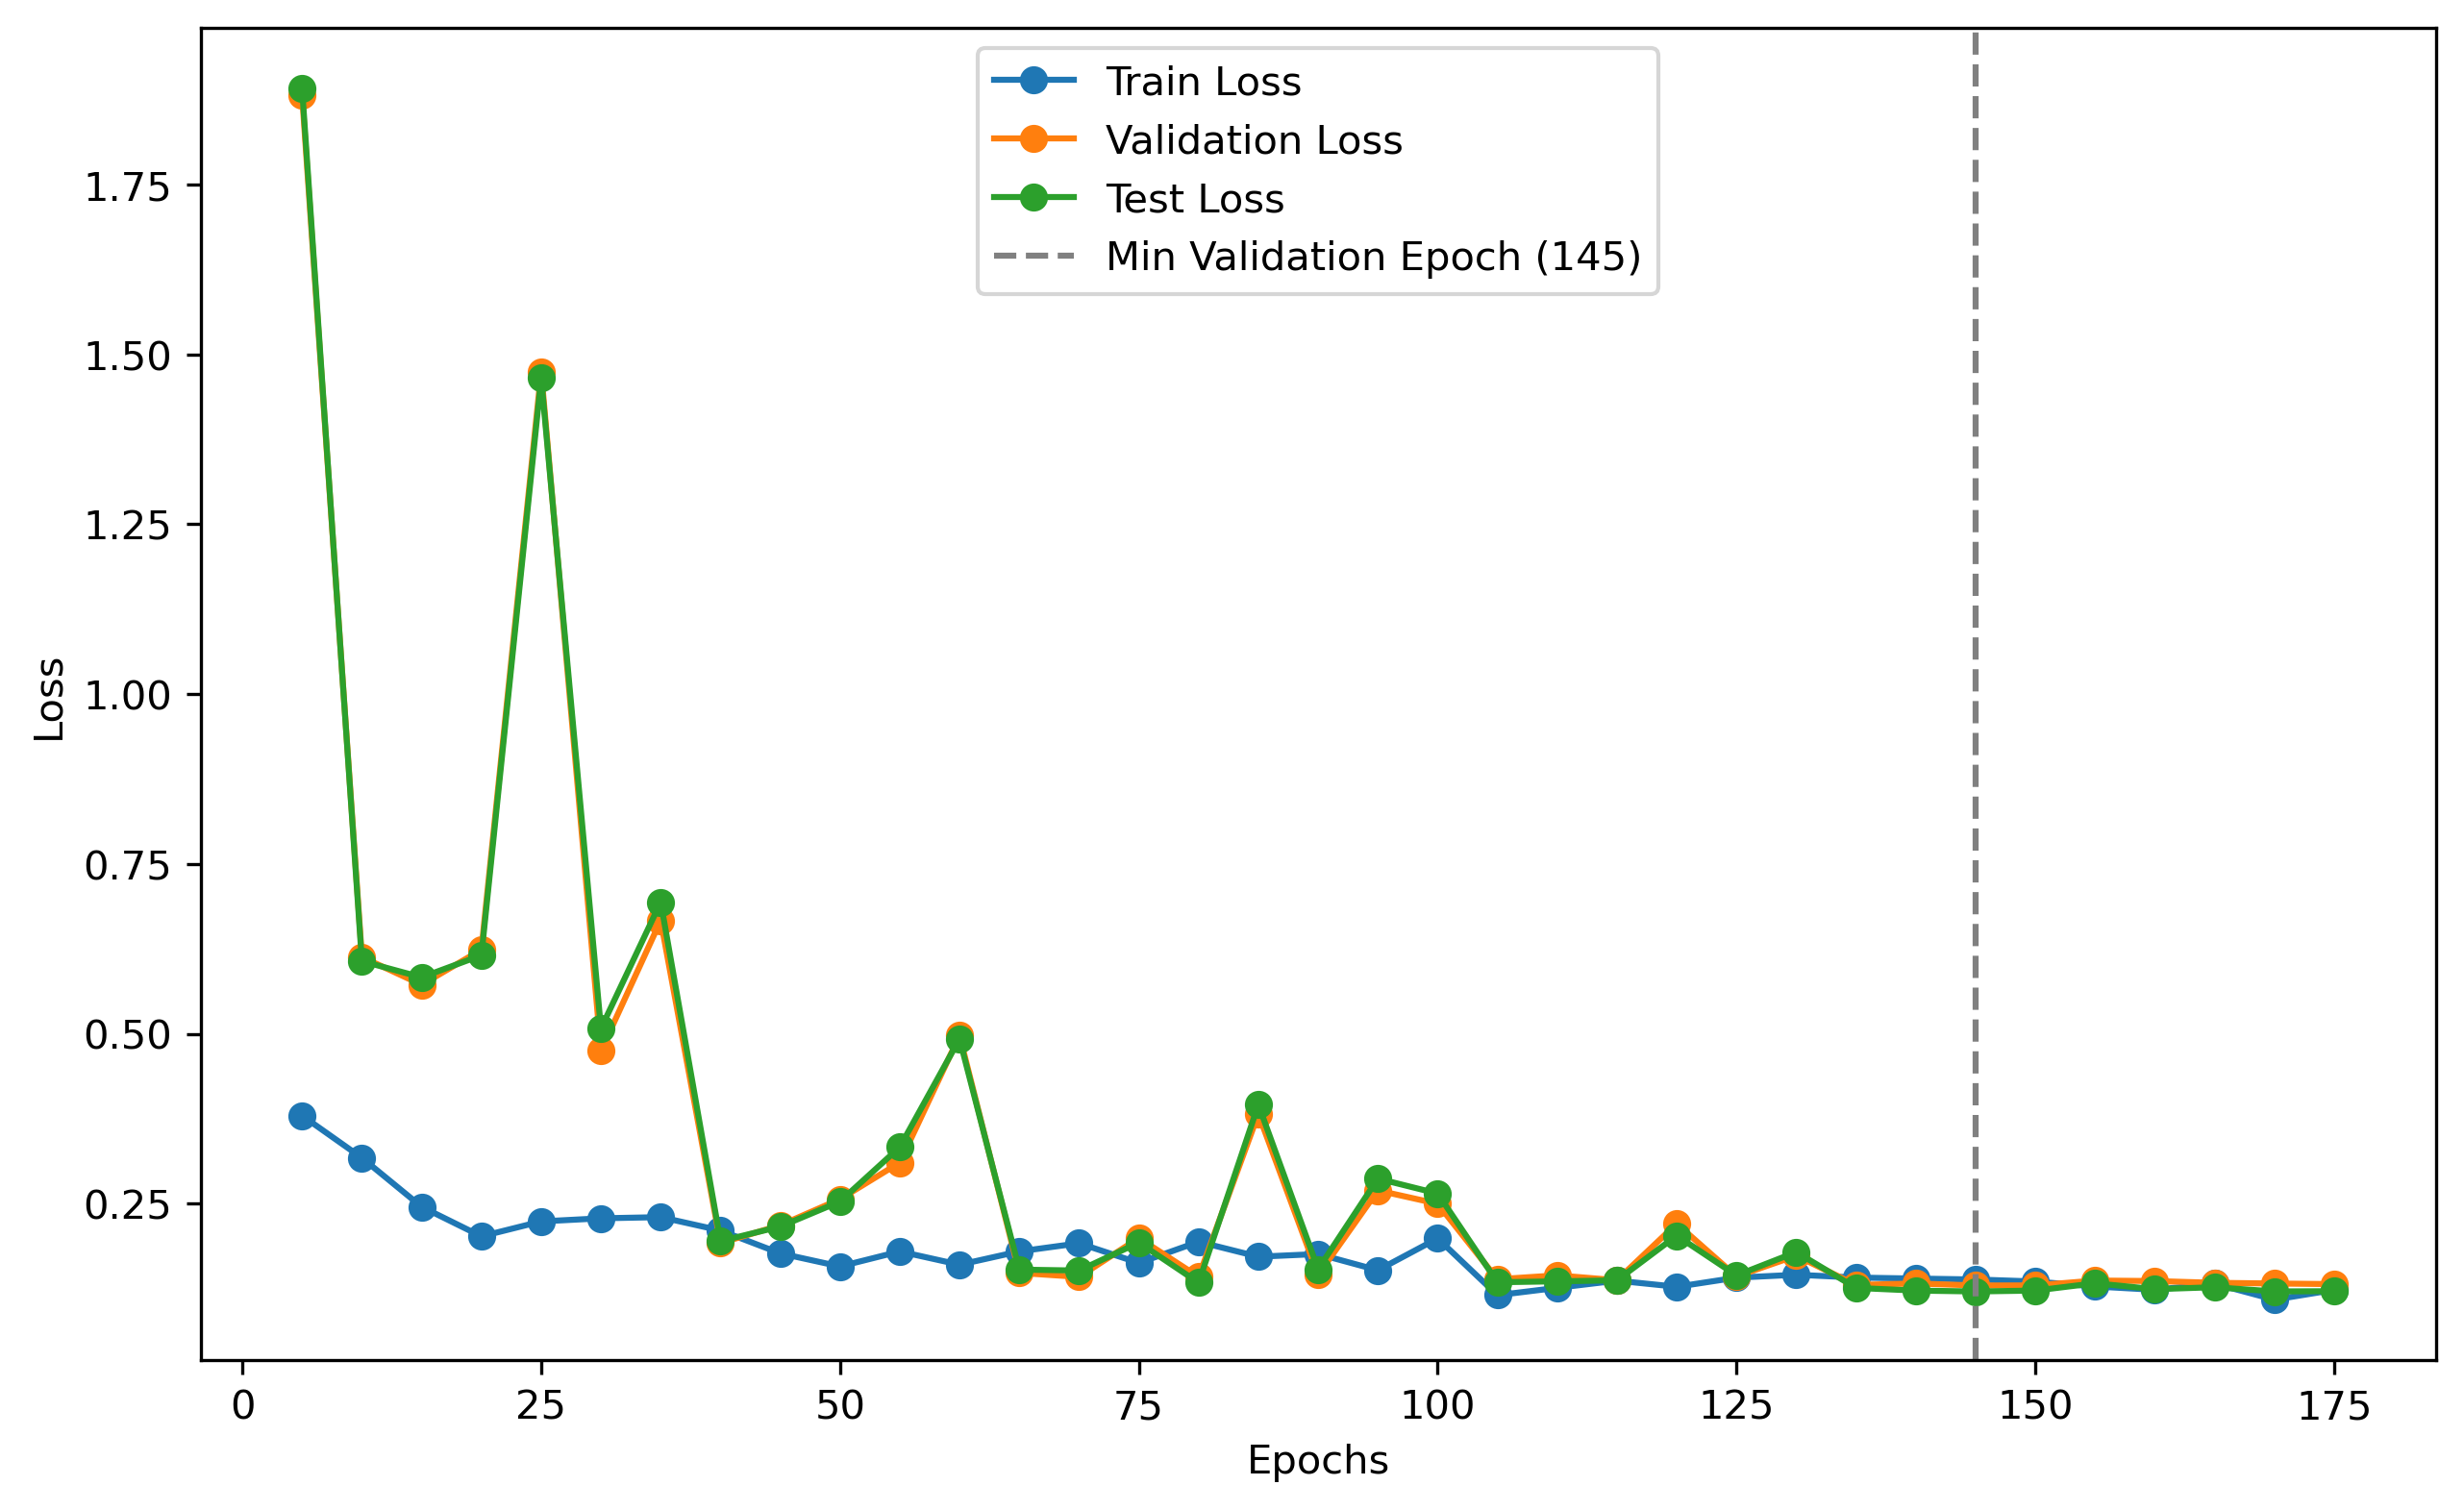 Train Loss
Validation Loss
Test Loss
Min Validation Epoch (145)
1.75
1.50
1.25
1.00
0.75
0.50
0.25
Loss
0 25 50 75 100 125 150 175
Epochs